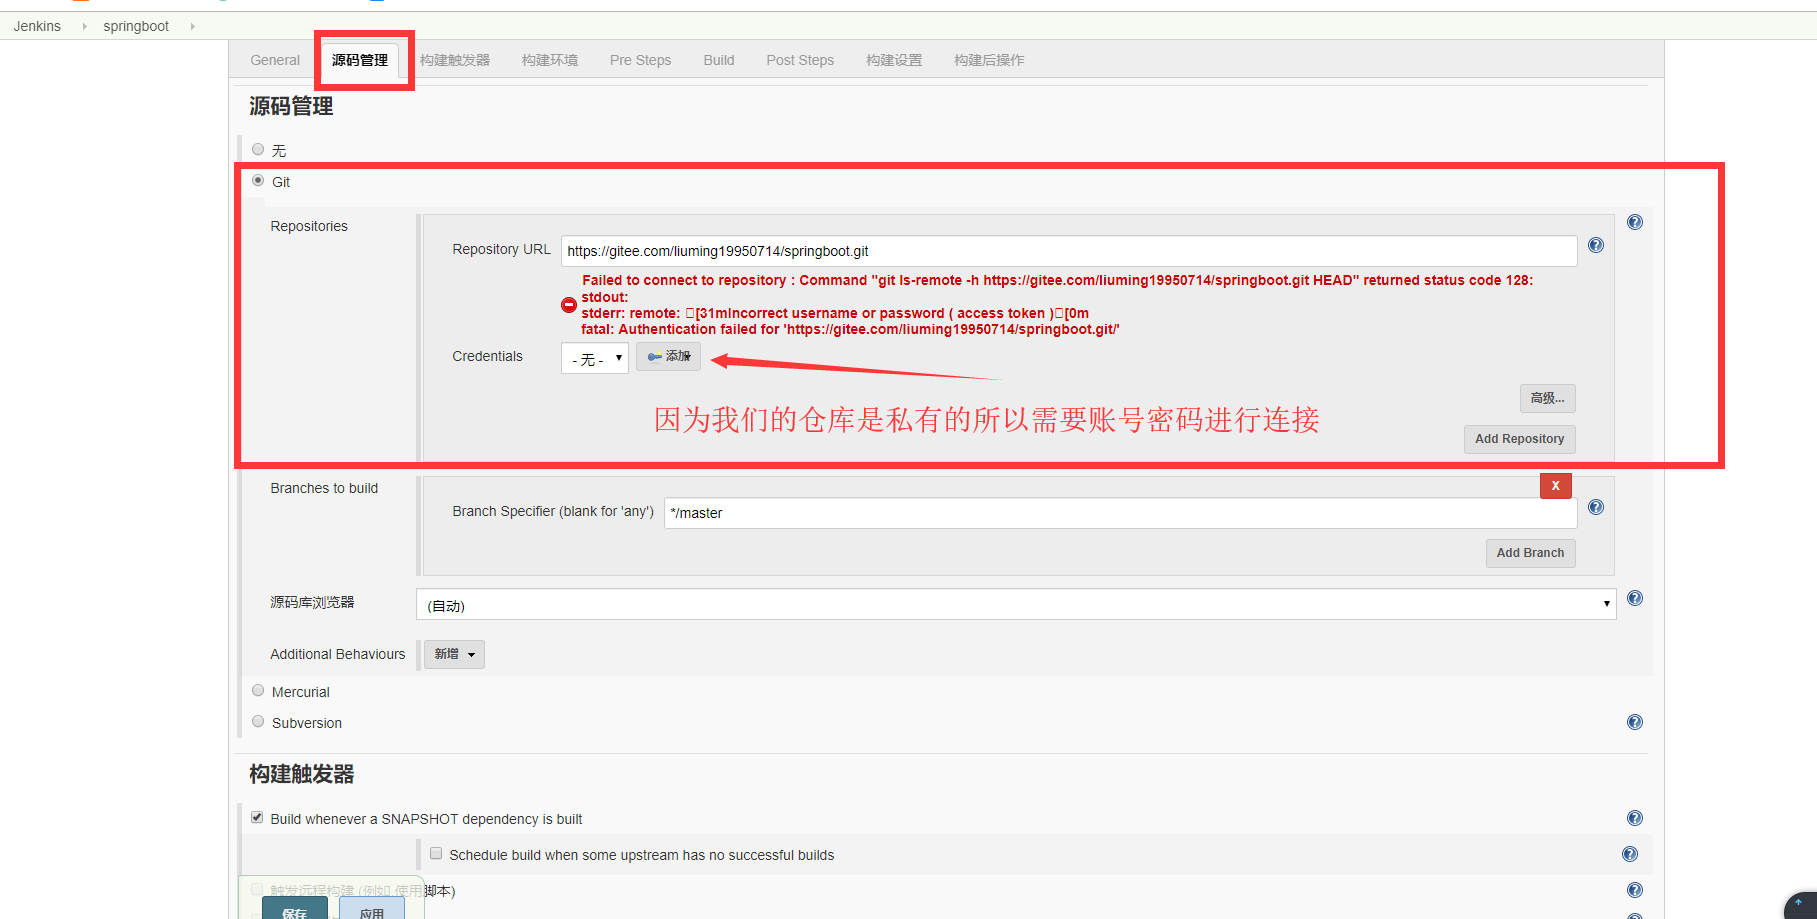 Jenkins springboot
General 源码管理 构建触发器 构建环境 Pre Steps Build Post Steps 构建设置 构建后操作
源码管理
无
Git
Repositories
Repository URL https://gitee.com/liuming19950714/springboot.git
Failed to connect to repository : Command "git ls-remote -h https://gitee.com/liuming19950714/springboot.git HEAD" returned status code 128:
stdout:
stderr: remote: [31mIncorrect username or password ( access token )[0m
fatal: Authentication failed for 'https://gitee.com/liuming19950714/springboot.git/'
Credentials - 无 - 添加
高级...
因为我们的仓库是私有的所以需要账号密码进行连接
Add Repository
Branches to build
X
Branch Specifier (blank for 'any') */master
Add Branch
源码库浏览器 (自动)
Additional Behaviours 新增
Mercurial
Subversion
构建触发器
Build whenever a SNAPSHOT dependency is built
Schedule build when some upstream has no successful builds
触发远程构建 (例如,使用脚本)
保存 应用